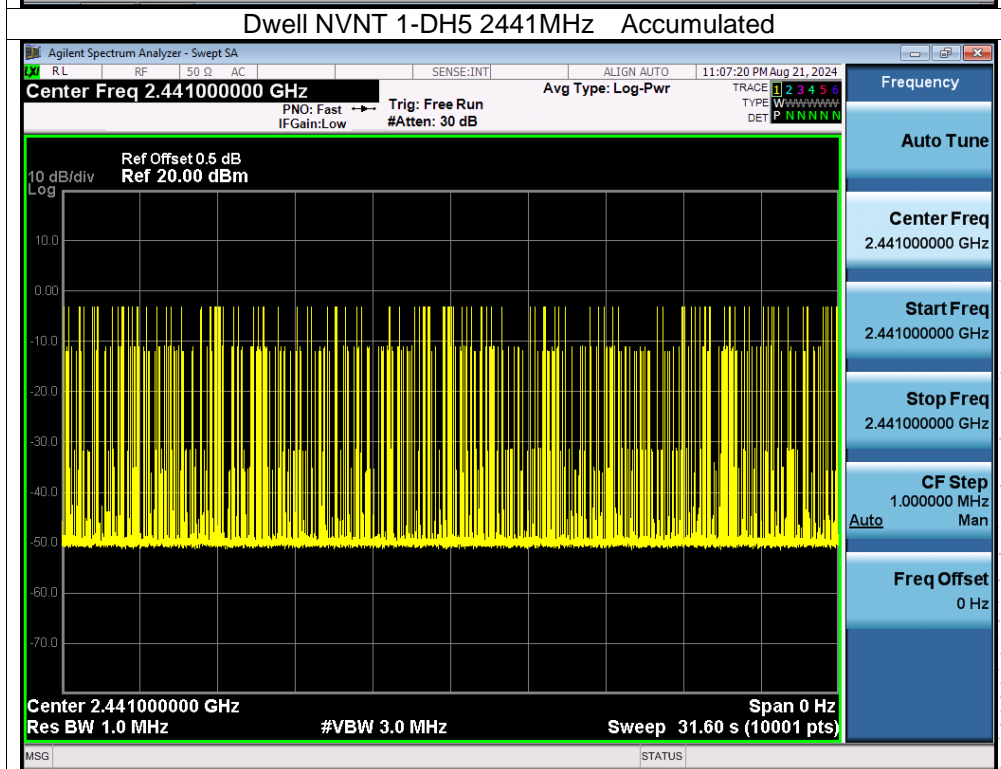 Dwell NVNT 1-DH5 2441MHz Accumulated
Agilent Spectrum Analyzer - Swept SA
LXI RL RF 50 Ω AC SENSE:INT ALIGN AUTO 11:07:20 PM Aug 21, 2024
Center Freq 2.441000000 GHz
PNO: Fast
IFGain:Low
Trig: Free Run
#Atten: 30 dB
Avg Type: Log-Pwr
TRACE 1 2 3 4 5 6
TYPE WWWWWWW
DET P N N N N N
Ref Offset 0.5 dB
10 dB/div Ref 20.00 dBm
Log
10.0
0.00
-10.0
-20.0
-30.0
-40.0
-50.0
-60.0
-70.0
Center 2.441000000 GHz Span 0 Hz
Res BW 1.0 MHz #VBW 3.0 MHz Sweep 31.60 s (10001 pts)
MSG STATUS
Frequency
Auto Tune
Center Freq
2.441000000 GHz
Start Freq
2.441000000 GHz
Stop Freq
2.441000000 GHz
CF Step
1.000000 MHz
Auto Man
Freq Offset
0 Hz